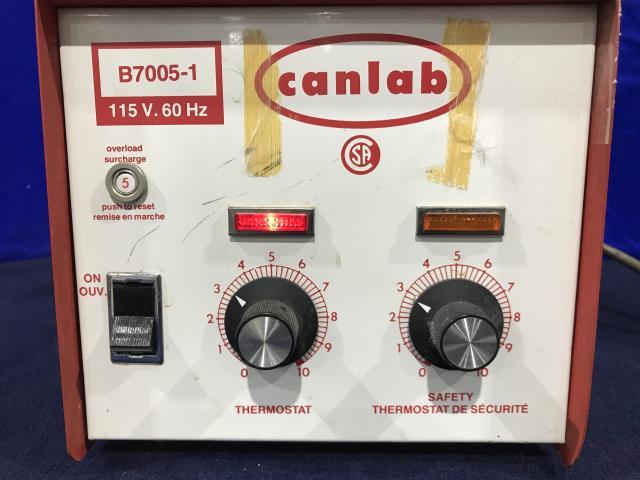 B7005-1
115 V. 60 Hz
canlab
CSA
overload
surcharge
5
push to reset
remise en marche
ON
OUV.
0 1 2 3 4 5 6 7 8 9 10
THERMOSTAT
0 1 2 3 4 5 6 7 8 9 10
SAFETY
THERMOSTAT DE SÉCURITÉ